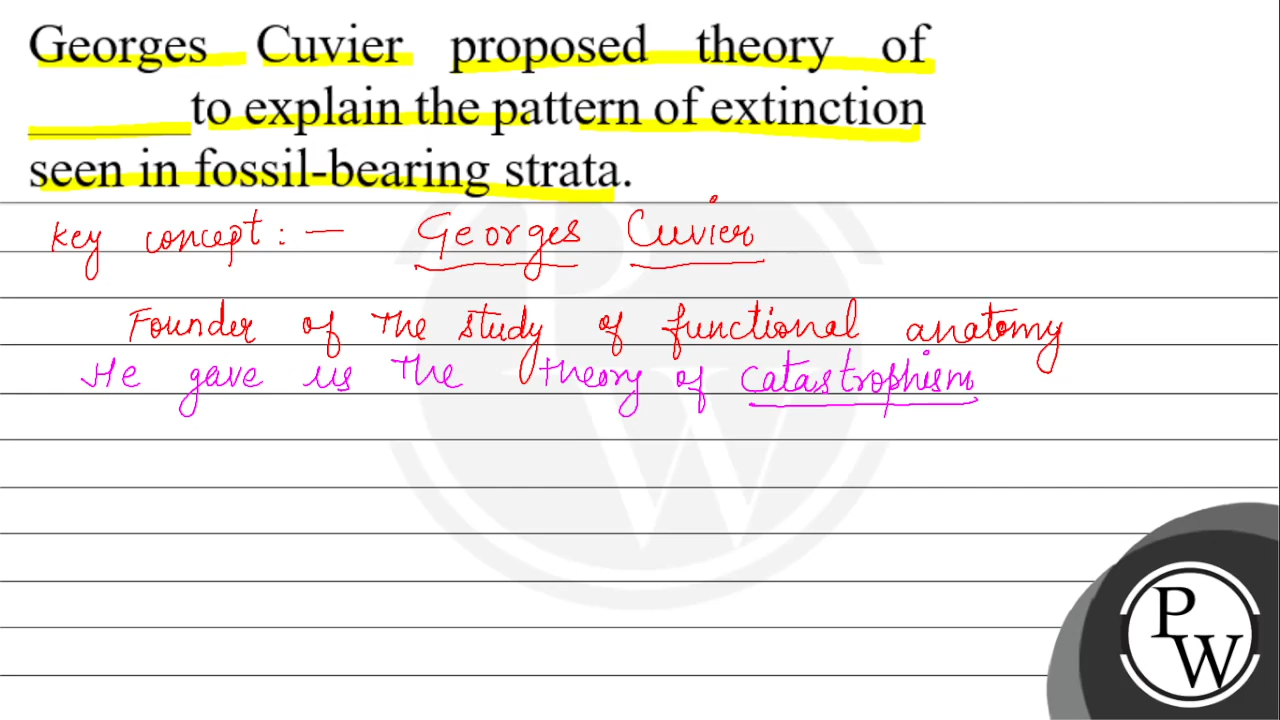 Georges Cuvier proposed theory of
________ to explain the pattern of extinction
seen in fossil-bearing strata.
Key concept : — Georges Cuvier
Founder of the study of functional anatomy
He gave us the theory of catastrophism
PW